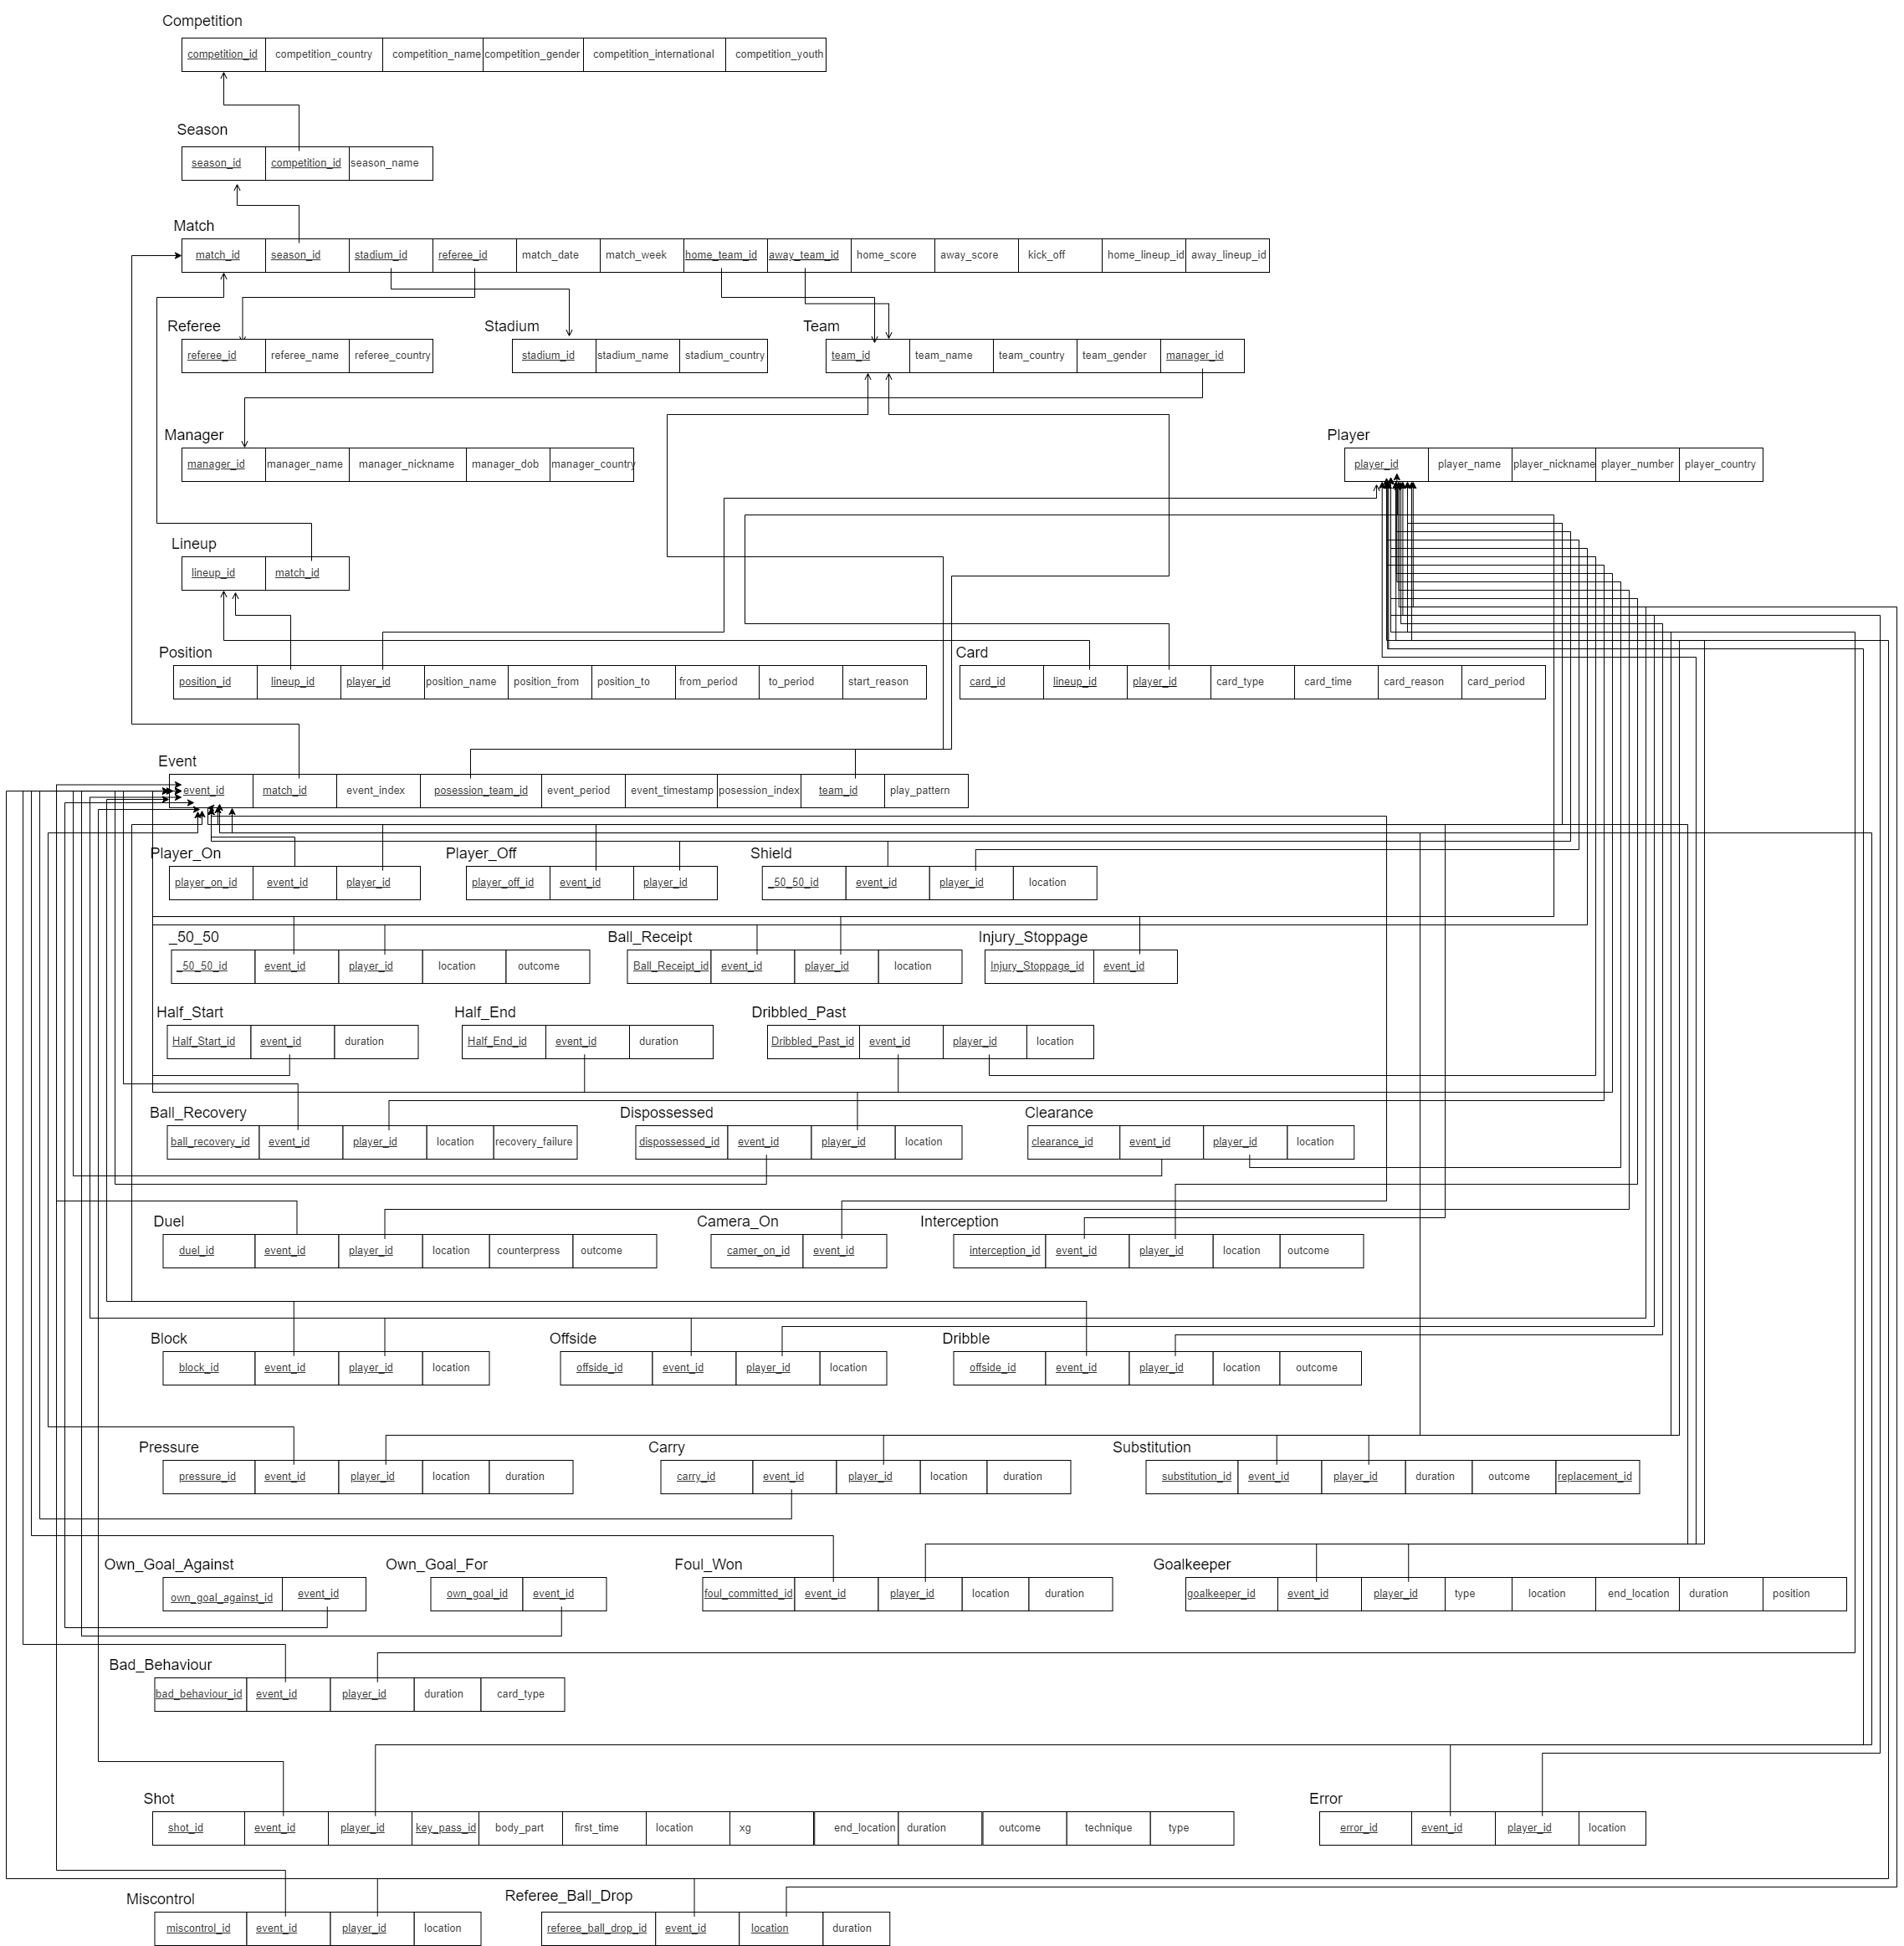 Competition
competition_id competition_country competition_name competition_gender competition_international competition_youth
Season
season_id competition_id season_name
Match
match_id season_id stadium_id referee_id match_date match_week home_team_id away_team_id home_score away_score kick_off home_lineup_id away_lineup_id
Referee Stadium Team
referee_id referee_name referee_country stadium_id stadium_name stadium_country team_id team_name team_country team_gender manager_id
Manager Player
manager_id manager_name manager_nickname manager_dob manager_country player_id player_name player_nickname player_number player_country
Lineup
lineup_id match_id
Position Card
position_id lineup_id player_id position_name position_from position_to from_period to_period start_reason card_id lineup_id player_id card_type card_time card_reason card_period
Event
event_id match_id event_index posession_team_id event_period event_timestamp posession_index team_id play_pattern
Player_On Player_Off Shield
player_on_id event_id player_id player_off_id event_id player_id _50_50_id event_id player_id location
_50_50 Ball_Receipt Injury_Stoppage
_50_50_id event_id player_id location outcome Ball_Receipt_id event_id player_id location Injury_Stoppage_id event_id
Half_Start Half_End Dribbled_Past
Half_Start_id event_id duration Half_End_id event_id duration Dribbled_Past_id event_id player_id location
Ball_Recovery Dispossessed Clearance
ball_recovery_id event_id player_id location recovery_failure dispossessed_id event_id player_id location clearance_id event_id player_id location
Duel Camera_On Interception
duel_id event_id player_id location counterpress outcome camer_on_id event_id interception_id event_id player_id location outcome
Block Offside Dribble
block_id event_id player_id location offside_id event_id player_id location offside_id event_id player_id location outcome
Pressure Carry Substitution
pressure_id event_id player_id location duration carry_id event_id player_id location duration substitution_id event_id player_id duration outcome replacement_id
Own_Goal_Against Own_Goal_For Foul_Won Goalkeeper
own_goal_against_id event_id own_goal_id event_id foul_committed_id event_id player_id location duration goalkeeper_id event_id player_id type location end_location duration position
Bad_Behaviour
bad_behaviour_id event_id player_id duration card_type
Shot Error
shot_id event_id player_id key_pass_id body_part first_time location xg end_location duration outcome technique type error_id event_id player_id location
Miscontrol Referee_Ball_Drop
miscontrol_id event_id player_id location referee_ball_drop_id event_id location duration